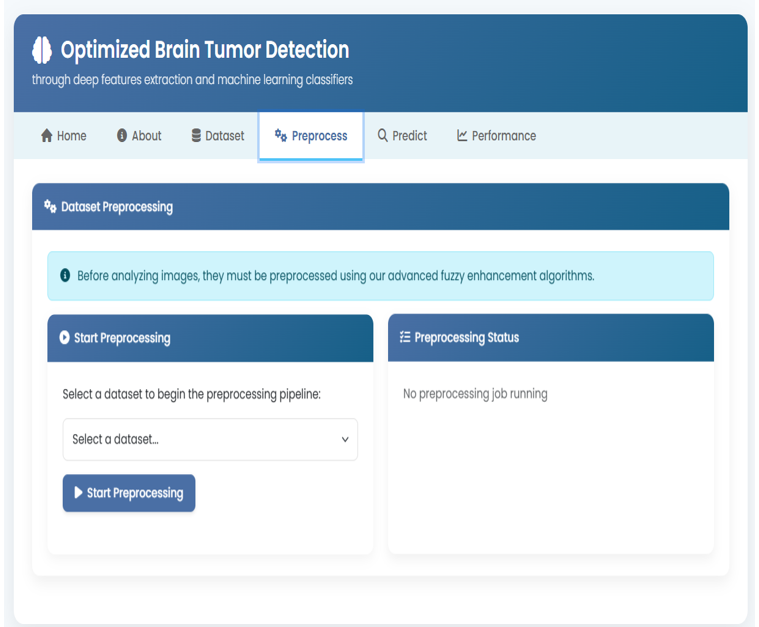 Optimized Brain Tumor Detection
through deep features extraction and machine learning classifiers
Home About Dataset Preprocess Predict Performance
Dataset Preprocessing
Before analyzing images, they must be preprocessed using our advanced fuzzy enhancement algorithms.
Start Preprocessing
Select a dataset to begin the preprocessing pipeline:
Select a dataset...
Start Preprocessing
Preprocessing Status
No preprocessing job running